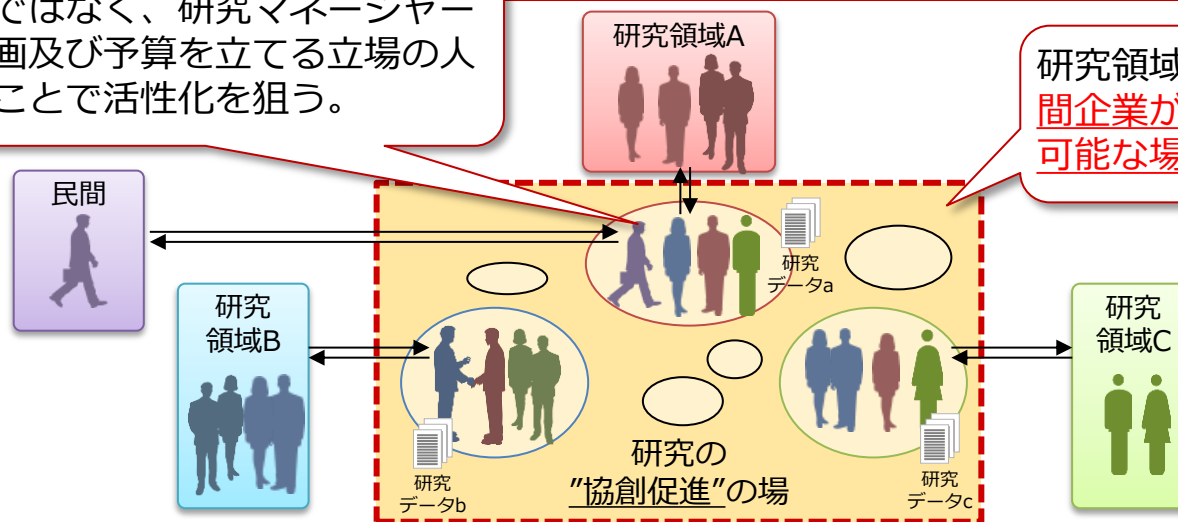 ではなく、研究マネージャー
画及び予算を立てる立場の人
ことで活性化を狙う。
研究領域A
研究領域
間企業が
可能な場
民間
研究
データa
研究
領域B
研究
領域C
研究の
”協創促進”の場
研究
データb
研究
データc